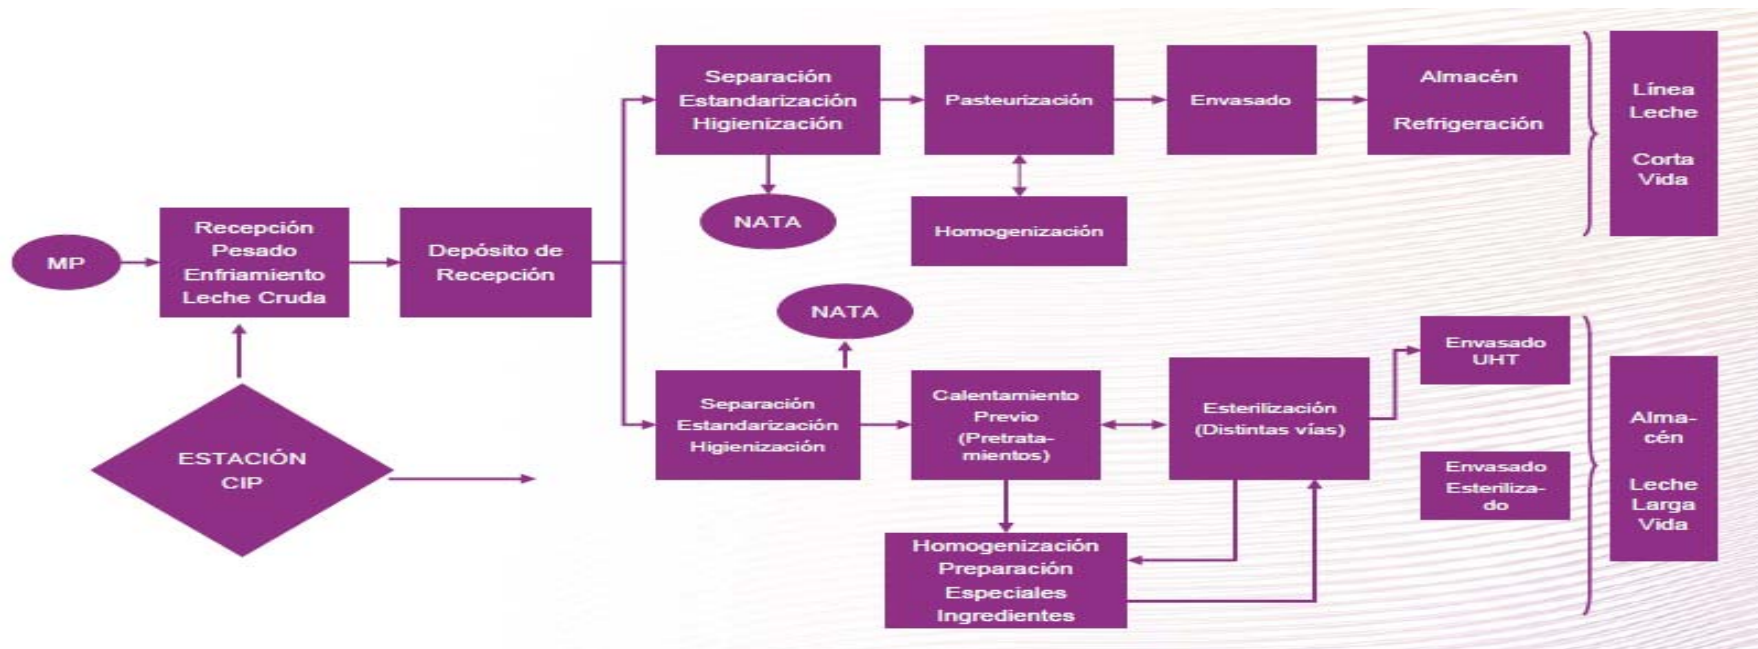 MP
Recepción
Pesado
Enfriamiento
Leche Cruda
Depósito de
Recepción
ESTACIÓN
CIP
Separación
Estandarización
Higienización
NATA
Pasteurización
Homogenización
Envasado
Almacén
Refrigeración
Línea
Leche
Corta
Vida
NATA
Separación
Estandarización
Higienización
Calentamiento
Previo
(Pretrata-
mientos)
Esterilización
(Distintas vías)
Homogenización
Preparación
Especiales
Ingredientes
Envasado
UHT
Envasado
Esteriliza-
do
Alma-
cén
Leche
Larga
Vida